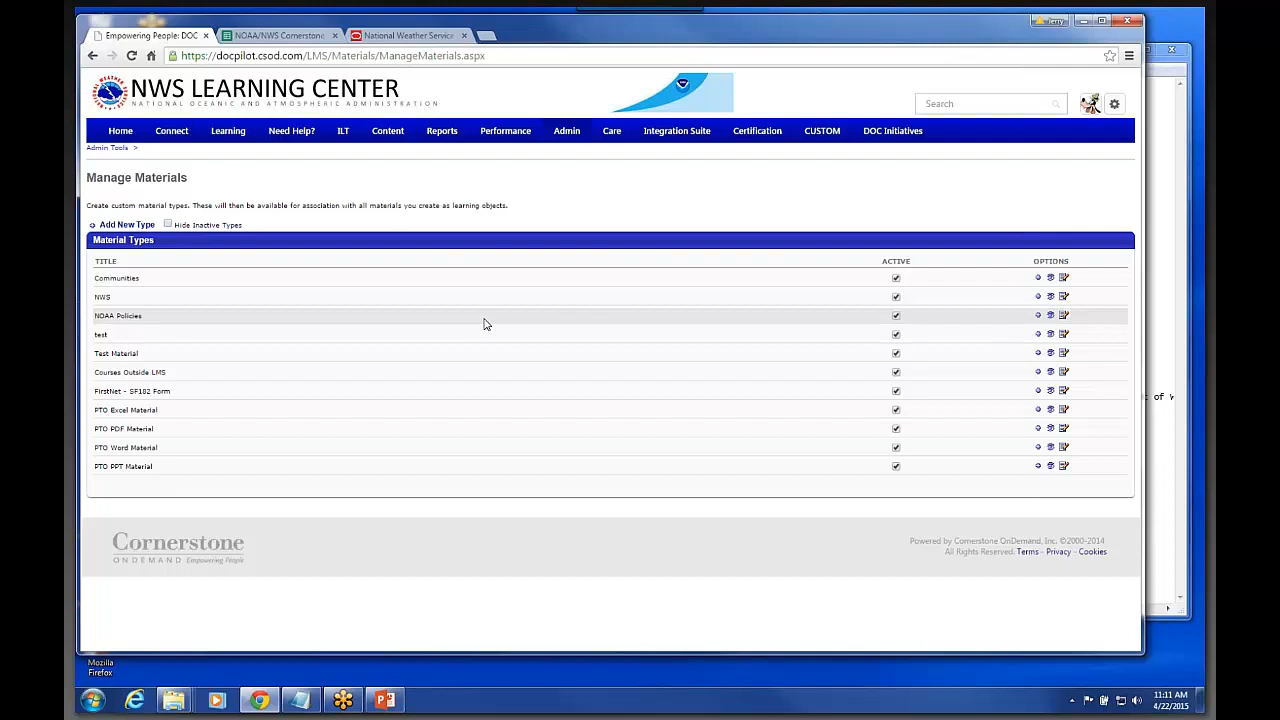 Empowering People: DOC
NOAA/NWS Cornerstone
National Weather Service
Terry
https://docpilot.csod.com/LMS/Materials/ManageMaterials.aspx
NWS LEARNING CENTER
NATIONAL OCEANIC AND ATMOSPHERIC ADMINISTRATION
Search
Home Connect Learning Need Help? ILT Content Reports Performance Admin Care Integration Suite Certification CUSTOM DOC Initiatives
Admin Tools >
Manage Materials
Create custom material types. These will then be available for association with all materials you create as learning objects.
Add New Type Hide Inactive Types
Material Types
TITLE ACTIVE OPTIONS
Communities
NWS
NOAA Policies
test
Test Material
Courses Outside LMS
FirstNet - SF182 Form
PTO Excel Material
PTO PDF Material
PTO Word Material
PTO PPT Material
of
Cornerstone
ONDEMAND Empowering People
Powered by Cornerstone OnDemand, Inc. ©2000-2014
All Rights Reserved. Terms - Privacy - Cookies
Mozilla
Firefox
11:11 AM
4/22/2015